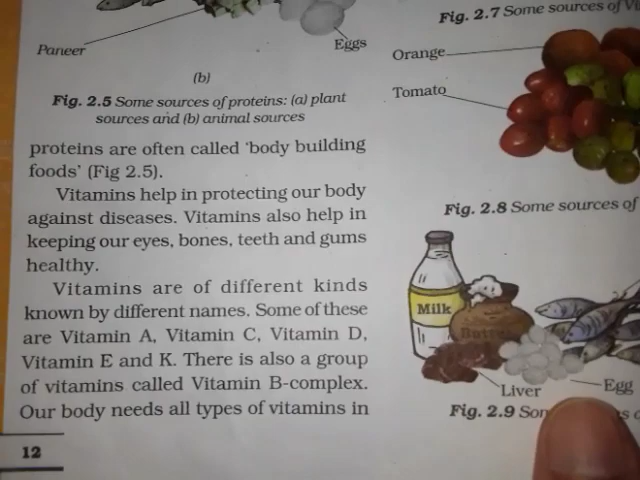 Paneer
Eggs
(b)
Fig. 2.5 Some sources of proteins: (a) plant
sources and (b) animal sources
proteins are often called 'body building
foods' (Fig 2.5).
Vitamins help in protecting our body
against diseases. Vitamins also help in
keeping our eyes, bones, teeth and gums
healthy.
Vitamins are of different kinds
known by different names. Some of these
are Vitamin A, Vitamin C, Vitamin D,
Vitamin E and K. There is also a group
of vitamins called Vitamin B-complex.
Our body needs all types of vitamins in
12
Fig. 2.7 Some sources of
Orange
Tomato
Fig. 2.8 Some sources of
Milk
Butter
Liver
Egg
Fig. 2.9